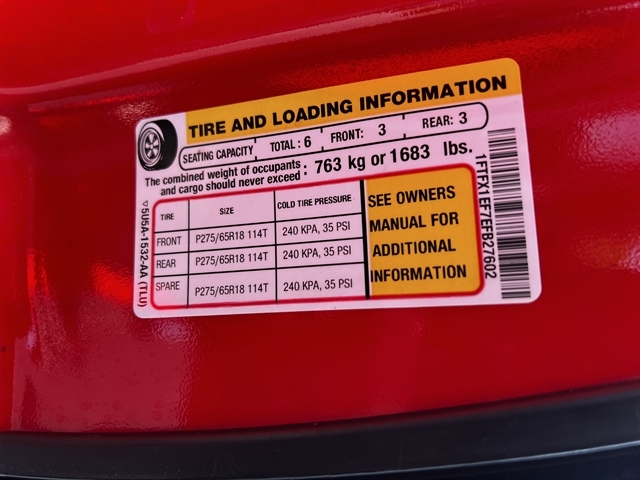 TIRE AND LOADING INFORMATION
SEATING CAPACITY TOTAL : 6 FRONT: 3 REAR: 3
The combined weight of occupants and cargo should never exceed : 763 kg or 1683 lbs.
TIRE SIZE COLD TIRE PRESSURE
FRONT P275/65R18 114T 240 KPA, 35 PSI
REAR P275/65R18 114T 240 KPA, 35 PSI
SPARE P275/65R18 114T 240 KPA, 35 PSI
SEE OWNERS
MANUAL FOR
ADDITIONAL
INFORMATION
5U5A-1532-AA (TLU)
1FTFX1EF7EFB27602